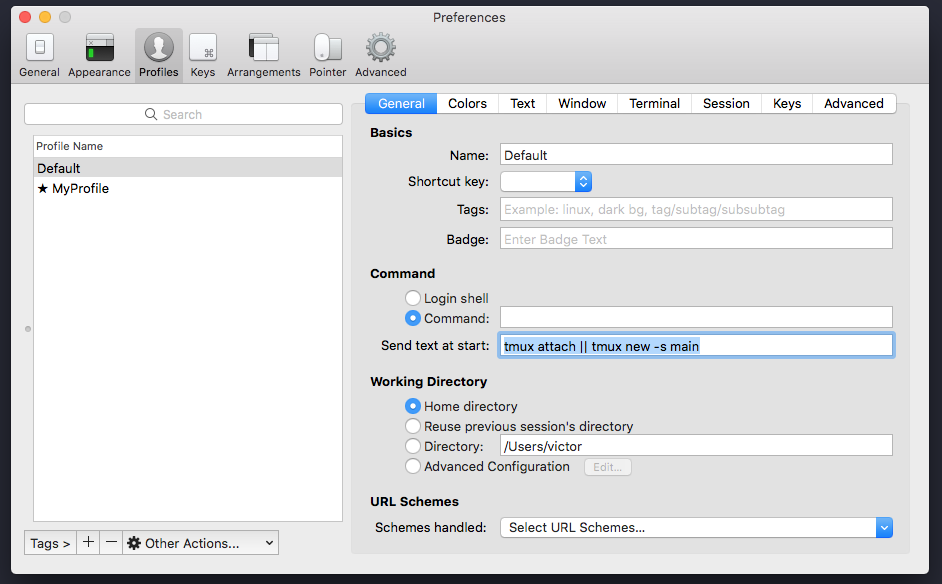 Preferences
General Appearance Profiles Keys Arrangements Pointer Advanced
Search
Profile Name
Default
★ MyProfile
Tags > + − Other Actions...
General Colors Text Window Terminal Session Keys Advanced
Basics
Name: Default
Shortcut key:
Tags: Example: linux, dark bg, tag/subtag/subsubtag
Badge: Enter Badge Text
Command
Login shell
Command:
Send text at start: tmux attach || tmux new -s main
Working Directory
Home directory
Reuse previous session's directory
Directory: /Users/victor
Advanced Configuration Edit...
URL Schemes
Schemes handled: Select URL Schemes...